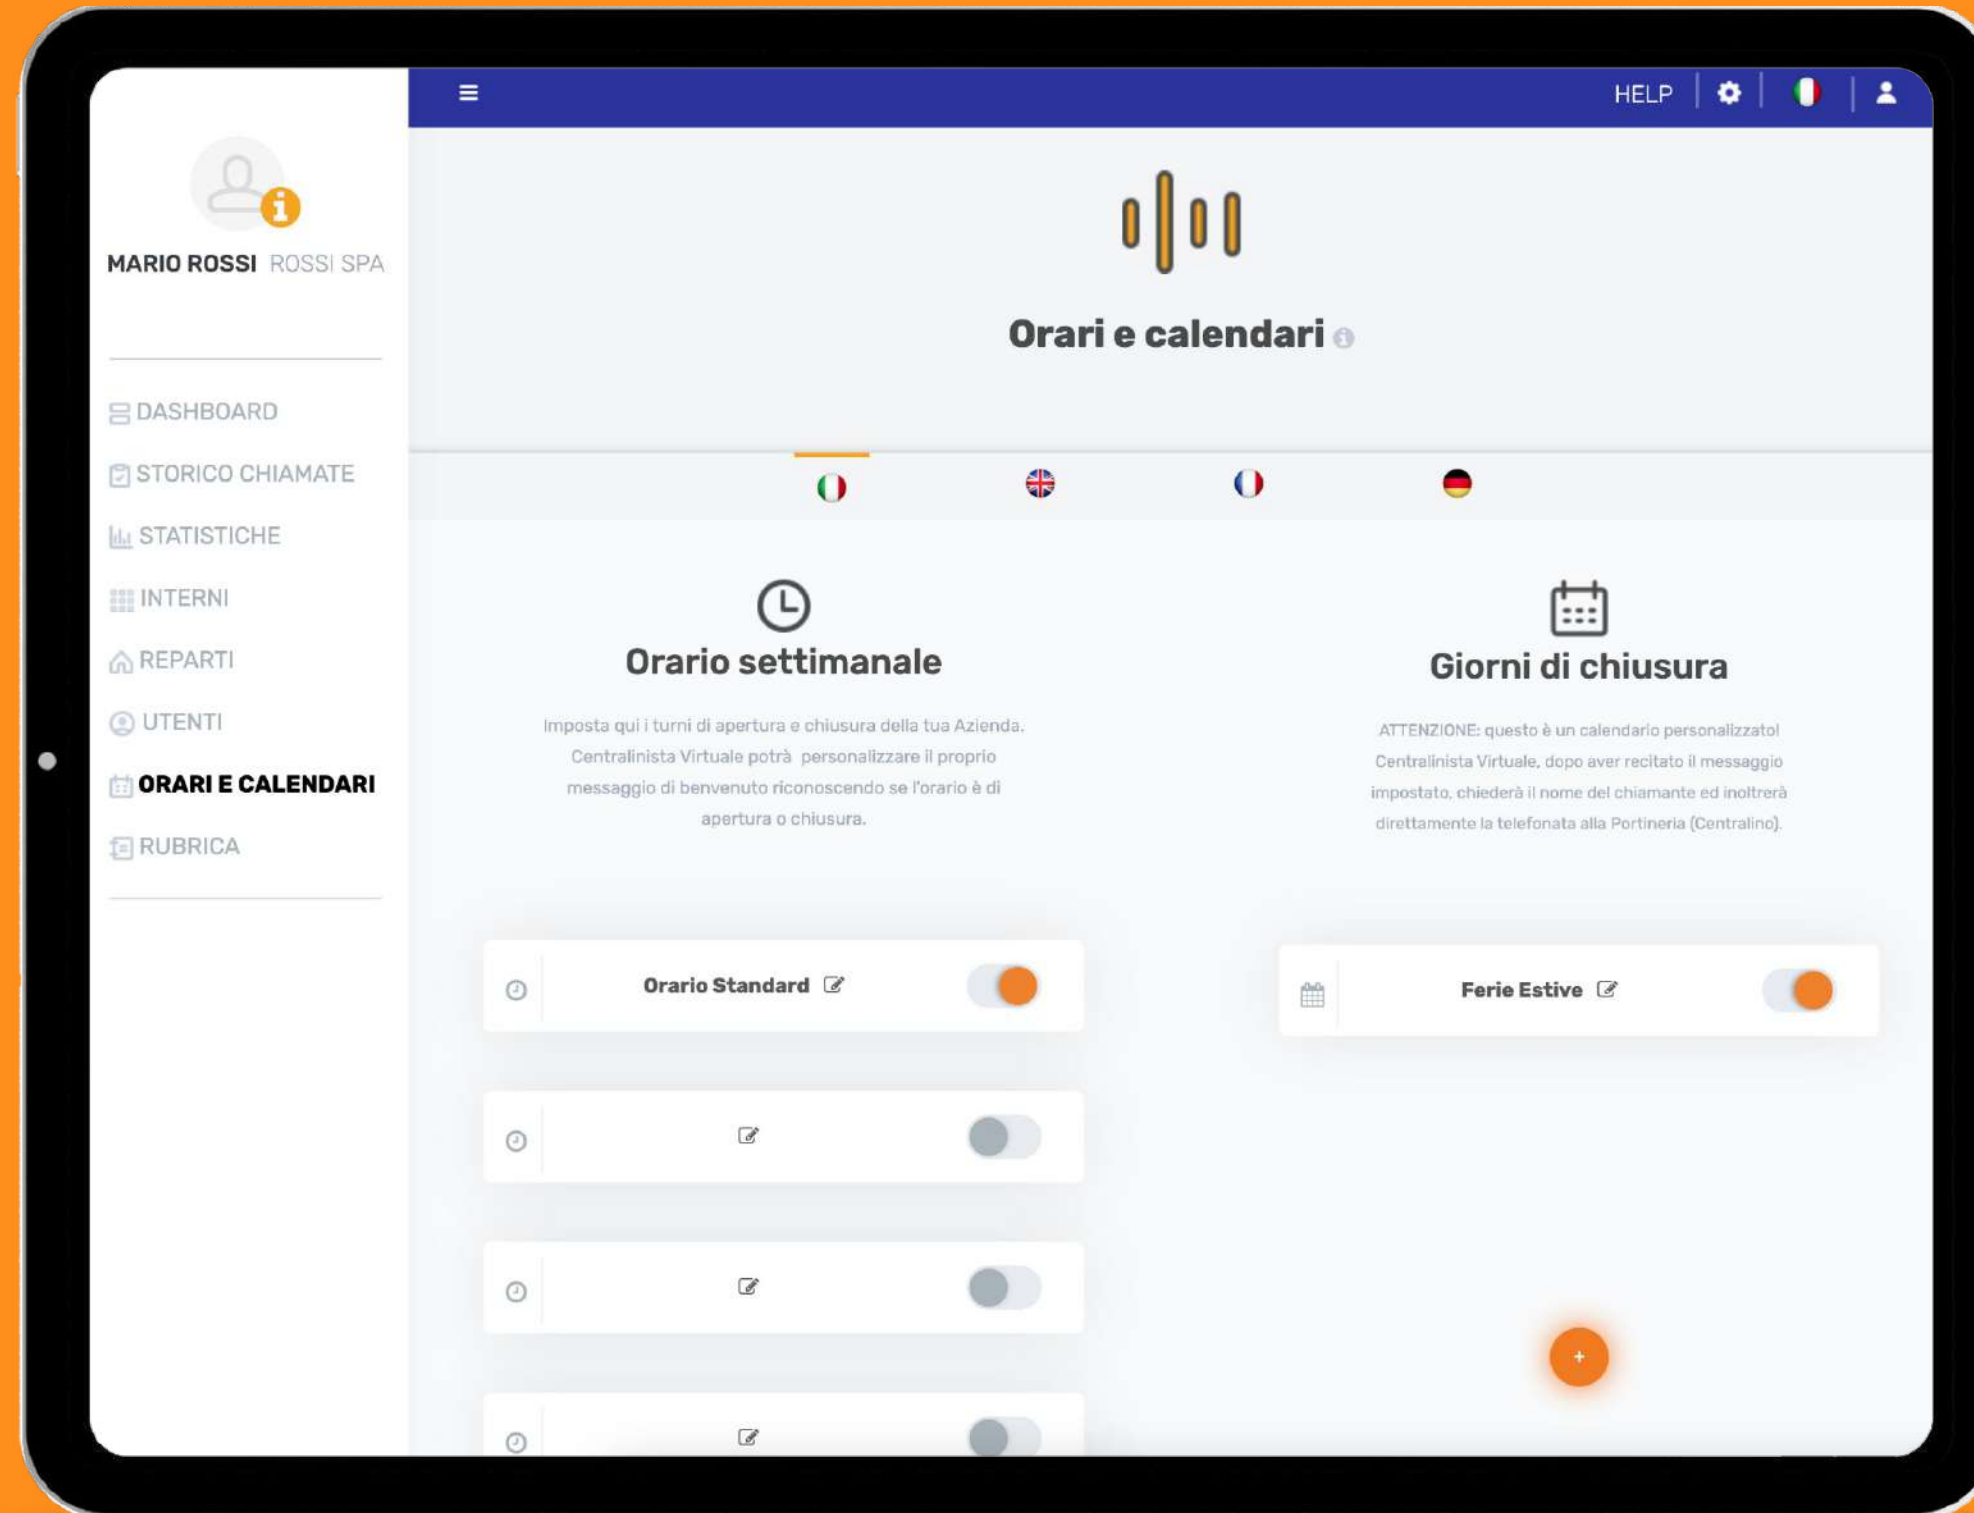 HELP
MARIO ROSSI ROSSI SPA
DASHBOARD
STORICO CHIAMATE
STATISTICHE
INTERNI
REPARTI
UTENTI
ORARI E CALENDARI
RUBRICA
Orari e calendari
Orario settimanale
Imposta qui i turni di apertura e chiusura della tua Azienda.
Centralinista Virtuale potrà personalizzare il proprio
messaggio di benvenuto riconoscendo se l'orario è di
apertura o chiusura.
Orario Standard
Giorni di chiusura
ATTENZIONE: questo è un calendario personalizzato!
Centralinista Virtuale, dopo aver recitato il messaggio
impostato, chiederà il nome del chiamante ed inoltrerà
direttamente la telefonata alla Portineria (Centralino).
Ferie Estive
+